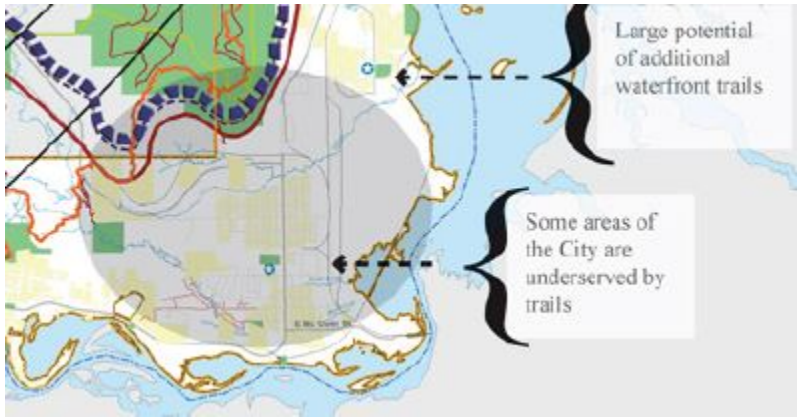 Large potential
of additional
waterfront trails
Some areas of
the City are
underserved by
trails